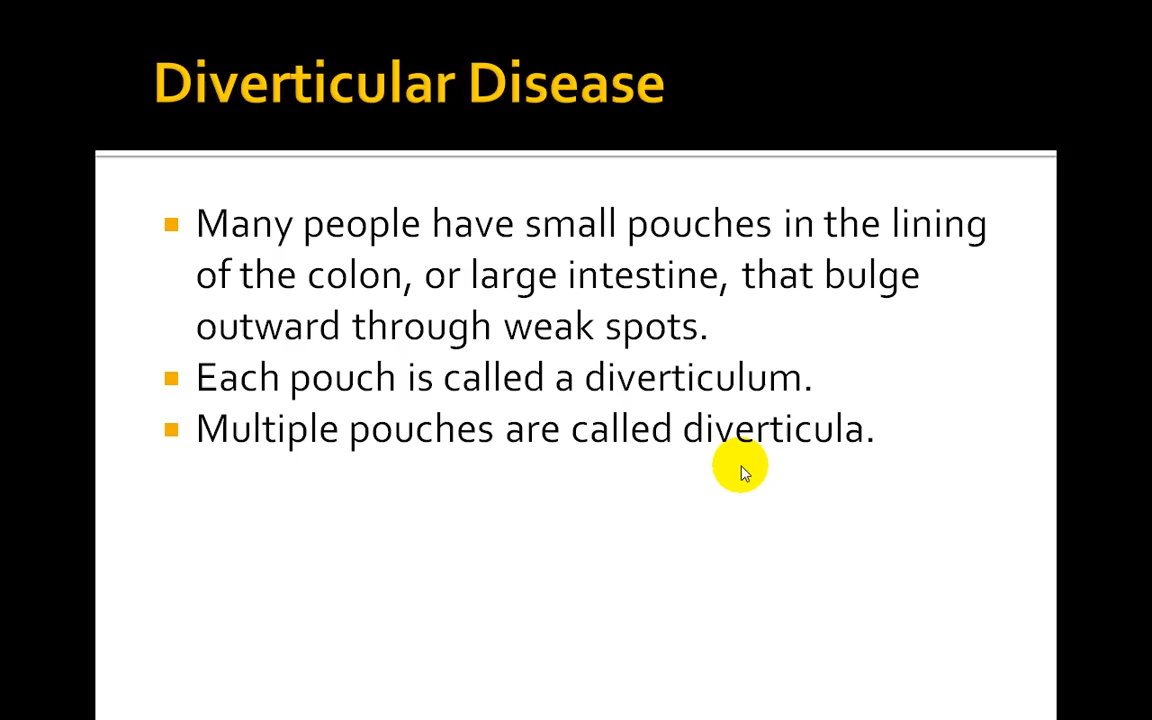 Diverticular Disease
Many people have small pouches in the lining
of the colon, or large intestine, that bulge
outward through weak spots.
Each pouch is called a diverticulum.
Multiple pouches are called diverticula.